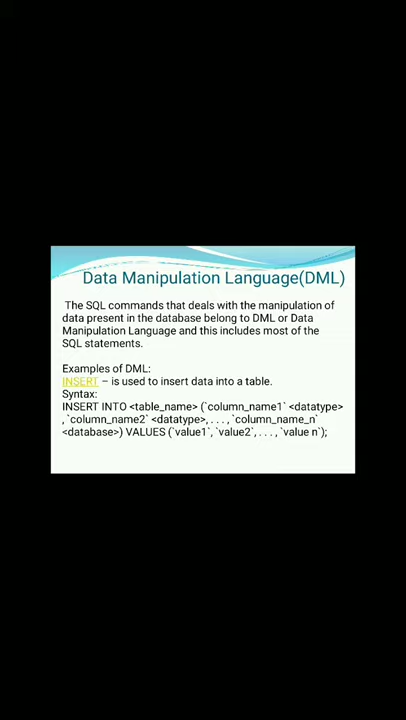 Data Manipulation Language(DML)
The SQL commands that deals with the manipulation of
data present in the database belong to DML or Data
Manipulation Language and this includes most of the
SQL statements.
Examples of DML:
INSERT – is used to insert data into a table.
Syntax:
INSERT INTO <table_name> (`column_name1` <datatype>
, `column_name2` <datatype>, . . . , `column_name_n`
<database>) VALUES (`value1`, `value2`, . . . , `value n`);